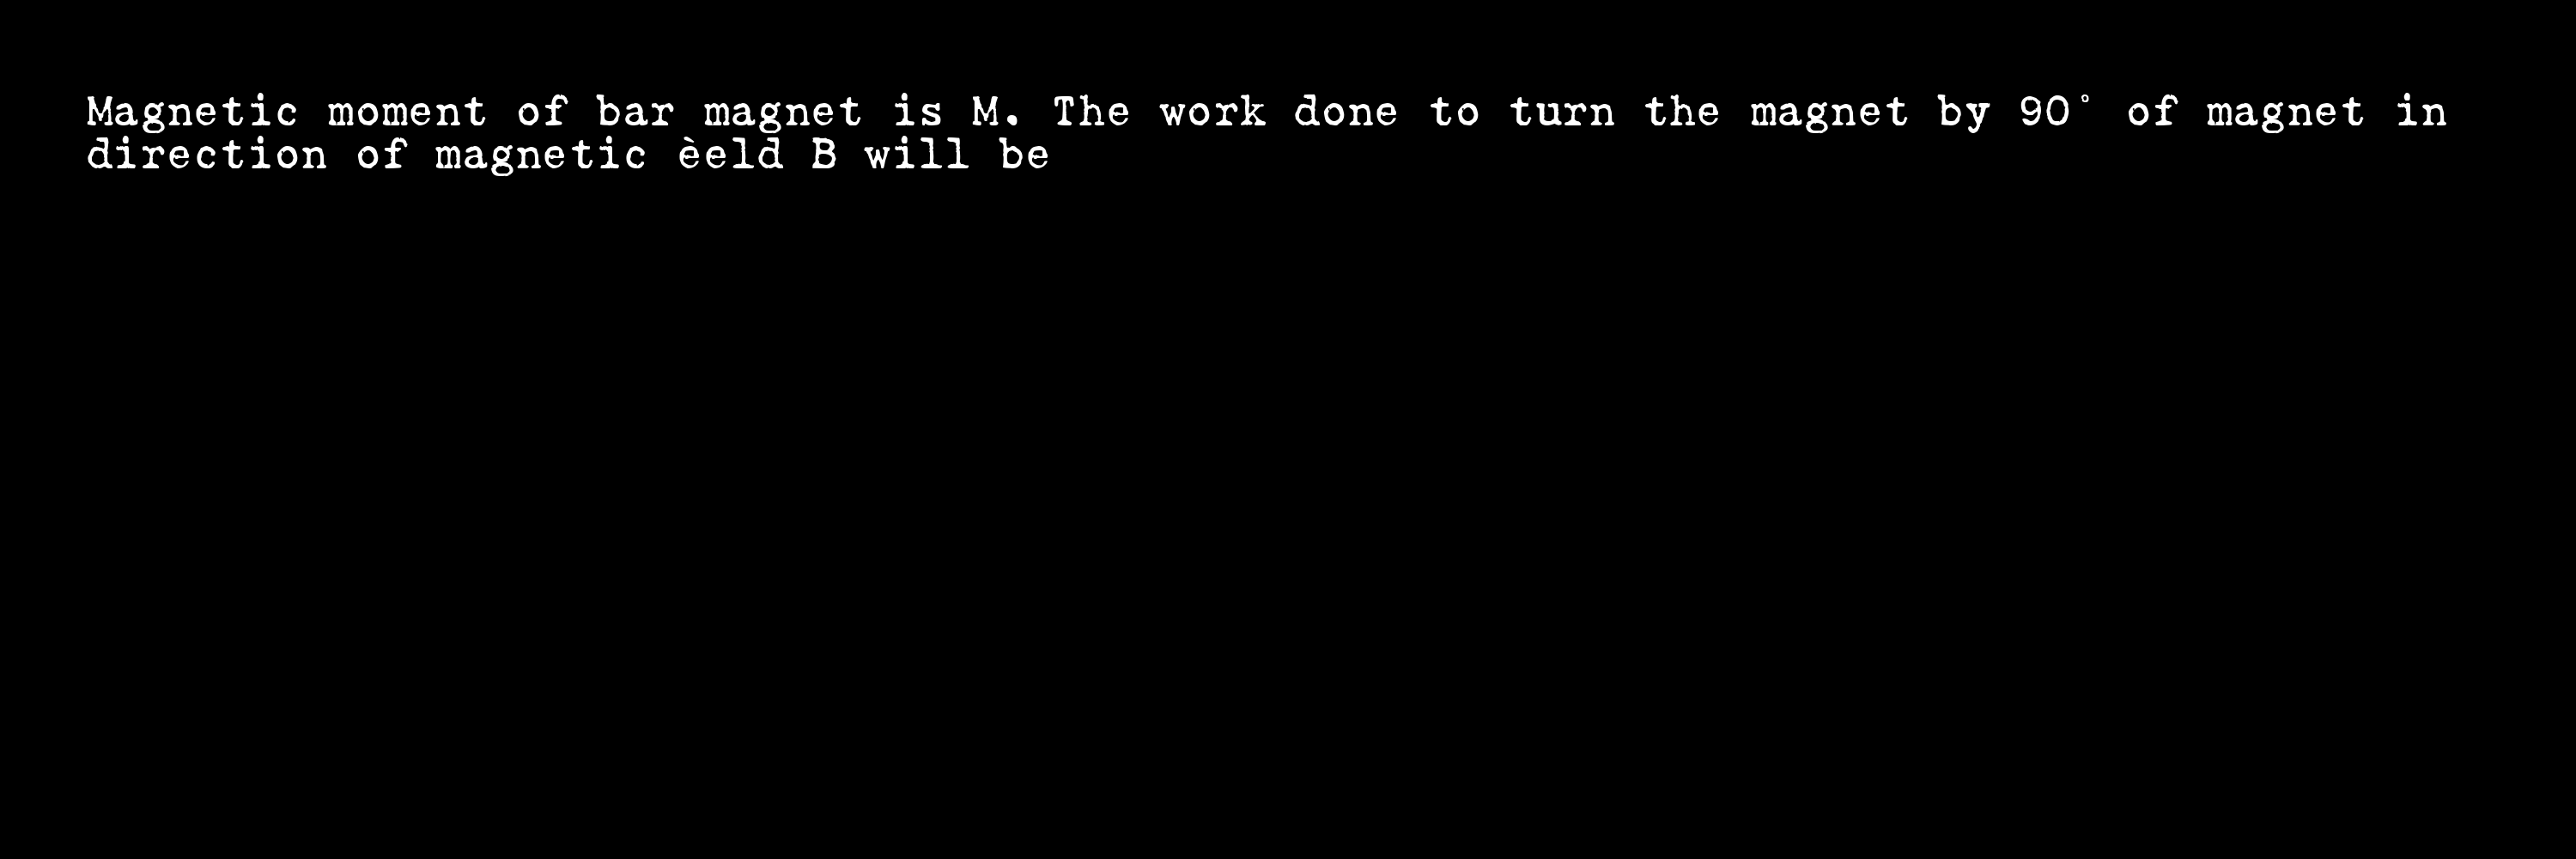 Magnetic moment of bar magnet is M. The work done to turn the magnet by 90° of magnet in
direction of magnetic èeld B will be